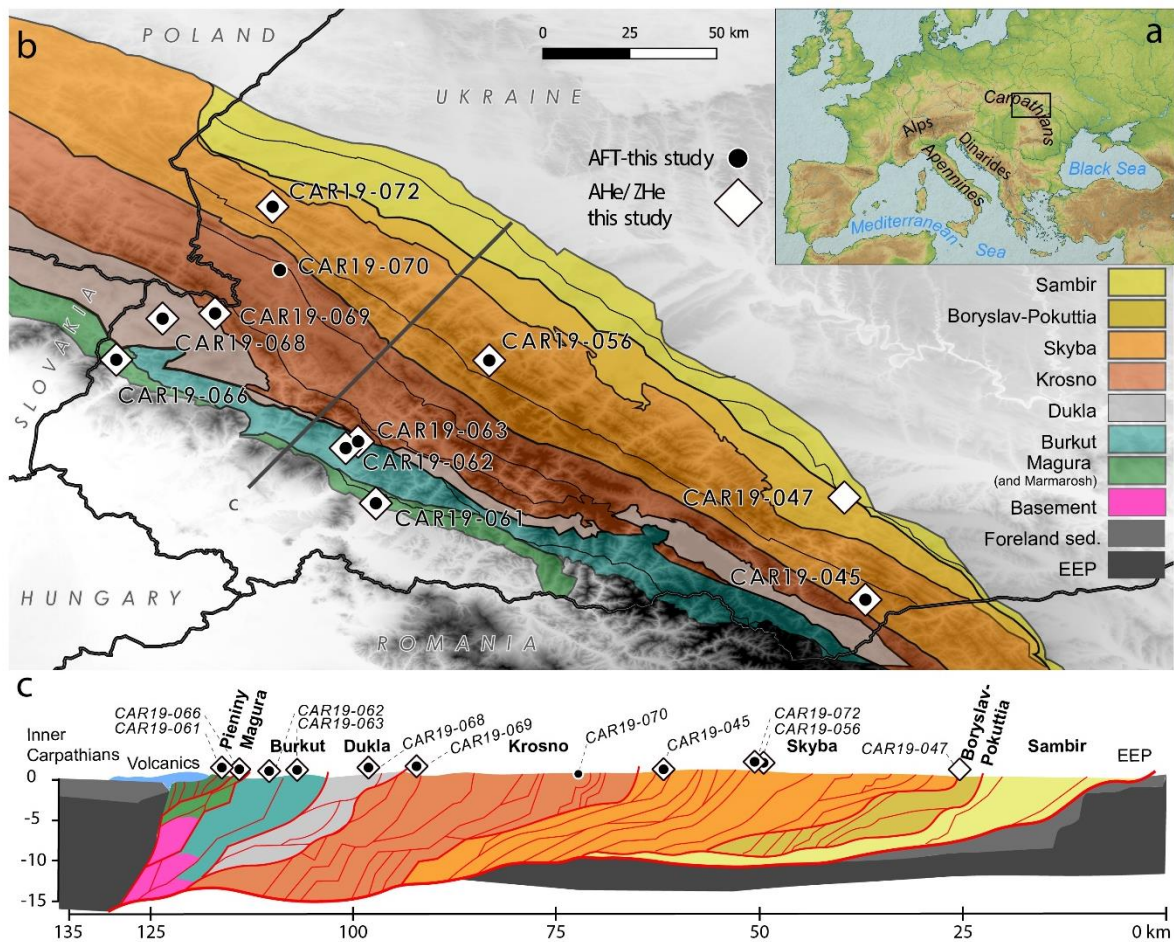 b
POLAND
UKRAINE
0 25 50 km
AFT-this study
AHe/ZHe
this study
CAR19-072
CAR19-070
CAR19-069
CAR19-068
CAR19-066
CAR19-056
CAR19-063
CAR19-062
CAR19-061
CAR19-047
CAR19-045
SLOVAKIA
HUNGARY
ROMANIA
C
a
Carpathians
Alps
Dinarides
Apennines
Black Sea
Mediterranean
Sea
Sambir
Boryslav-Pokuttia
Skyba
Krosno
Dukla
Burkut
Magura
(and Marmarosh)
Basement
Foreland sed.
EEP
c
Inner
Carpathians
Volcanics
CAR19-066
CAR19-061
Pieniny
Magura
CAR19-062
CAR19-063
Burkut
Dukla
CAR19-068
CAR19-069
Krosno
CAR19-070
CAR19-045
CAR19-072
CAR19-056
Skyba
CAR19-047
Boryslav-
Pokuttia
Sambir
EEP
0
-5
-10
-15
135 125 100 75 50 25 0 km